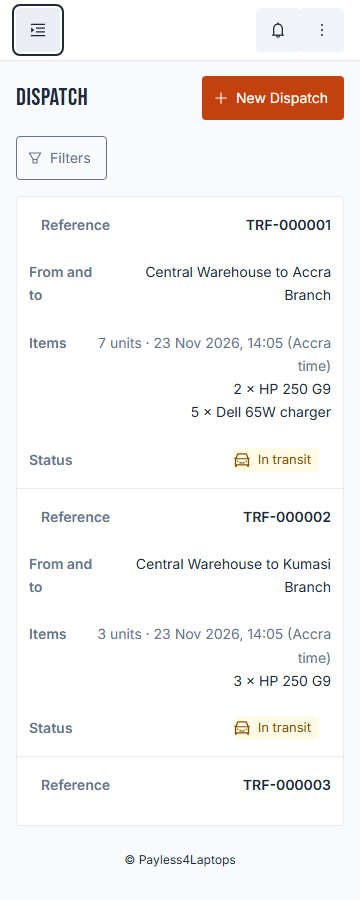 DISPATCH
New Dispatch
Filters
Reference TRF-000001
From and to Central Warehouse to Accra Branch
Items 7 units · 23 Nov 2026, 14:05 (Accra time)
2 × HP 250 G9
5 × Dell 65W charger
Status In transit
Reference TRF-000002
From and to Central Warehouse to Kumasi Branch
Items 3 units · 23 Nov 2026, 14:05 (Accra time)
3 × HP 250 G9
Status In transit
Reference TRF-000003
© Payless4Laptops